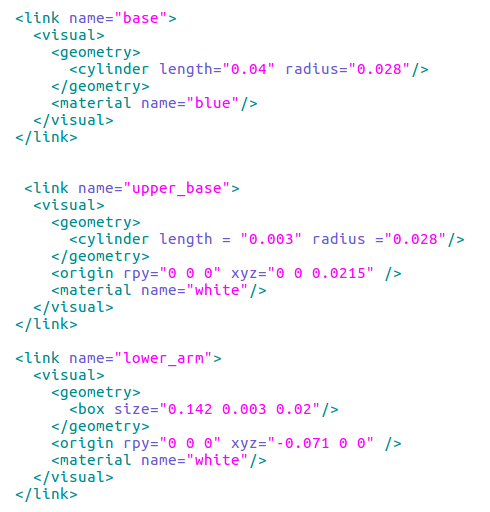 <link name="base">
  <visual>
    <geometry>
      <cylinder length="0.04" radius="0.028"/>
    </geometry>
    <material name="blue"/>
  </visual>
</link>
 <link name="upper_base">
  <visual>
    <geometry>
      <cylinder length = "0.003" radius ="0.028"/>
    </geometry>
    <origin rpy="0 0 0" xyz="0 0 0.0215" />
    <material name="white"/>
  </visual>
</link>
<link name="lower_arm">
  <visual>
    <geometry>
      <box size="0.142 0.003 0.02"/>
    </geometry>
    <origin rpy="0 0 0" xyz="-0.071 0 0" />
    <material name="white"/>
  </visual>
</link>